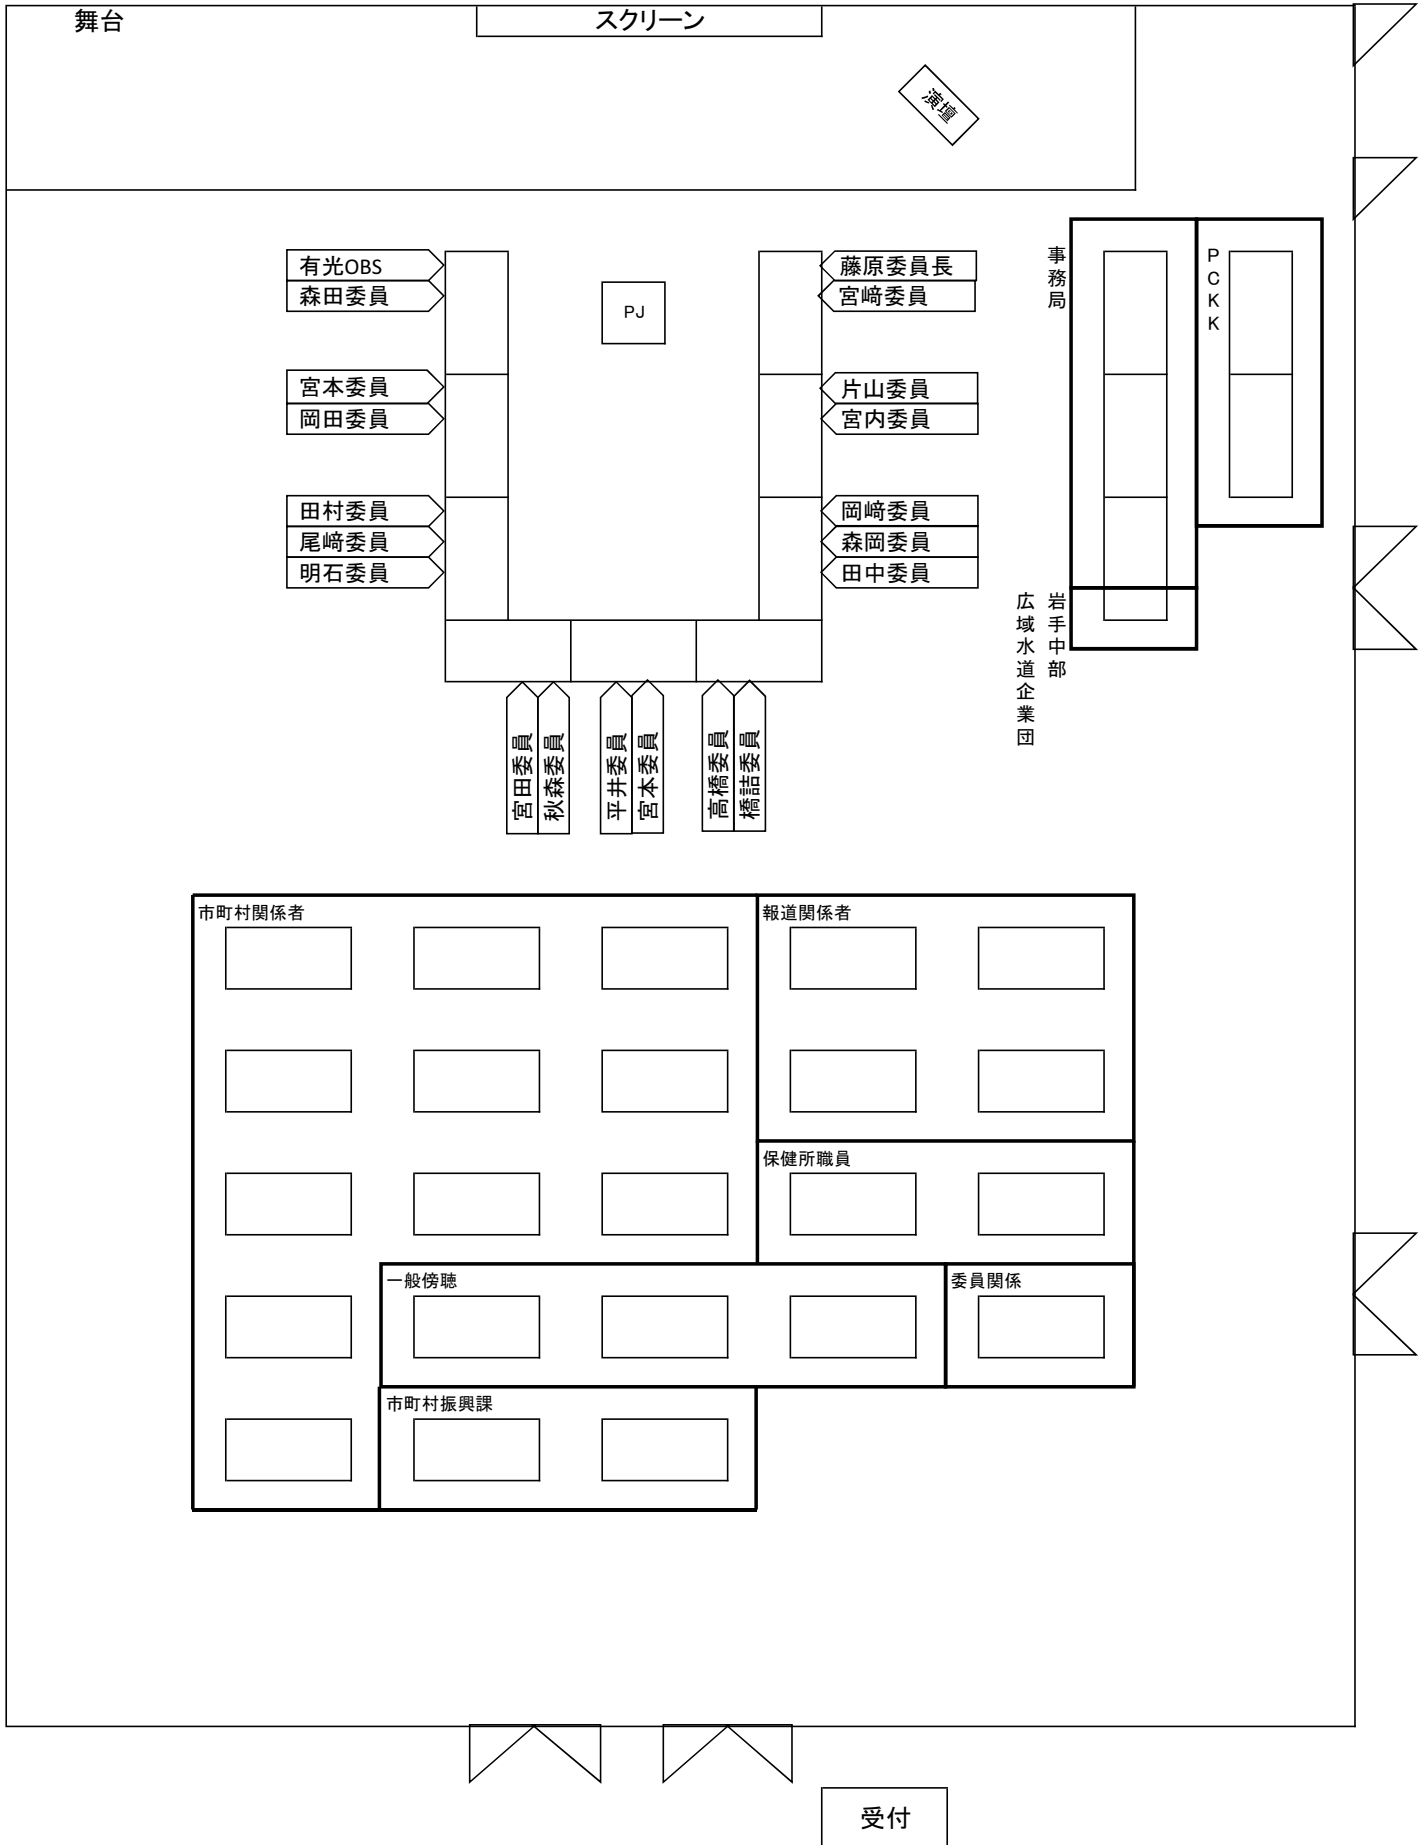 舞台
スクリーン
演壇
有光OBS
森田委員
宮本委員
岡田委員
田村委員
尾﨑委員
明石委員
PJ
藤原委員長
宮﨑委員
片山委員
宮内委員
岡﨑委員
森岡委員
田中委員
事務局
PCKK
岩手中部
広域水道企業団
宮田委員
秋森委員
平井委員
宮本委員
高橋委員
橋詰委員
市町村関係者
報道関係者
保健所職員
一般傍聴
委員関係
市町村振興課
受付